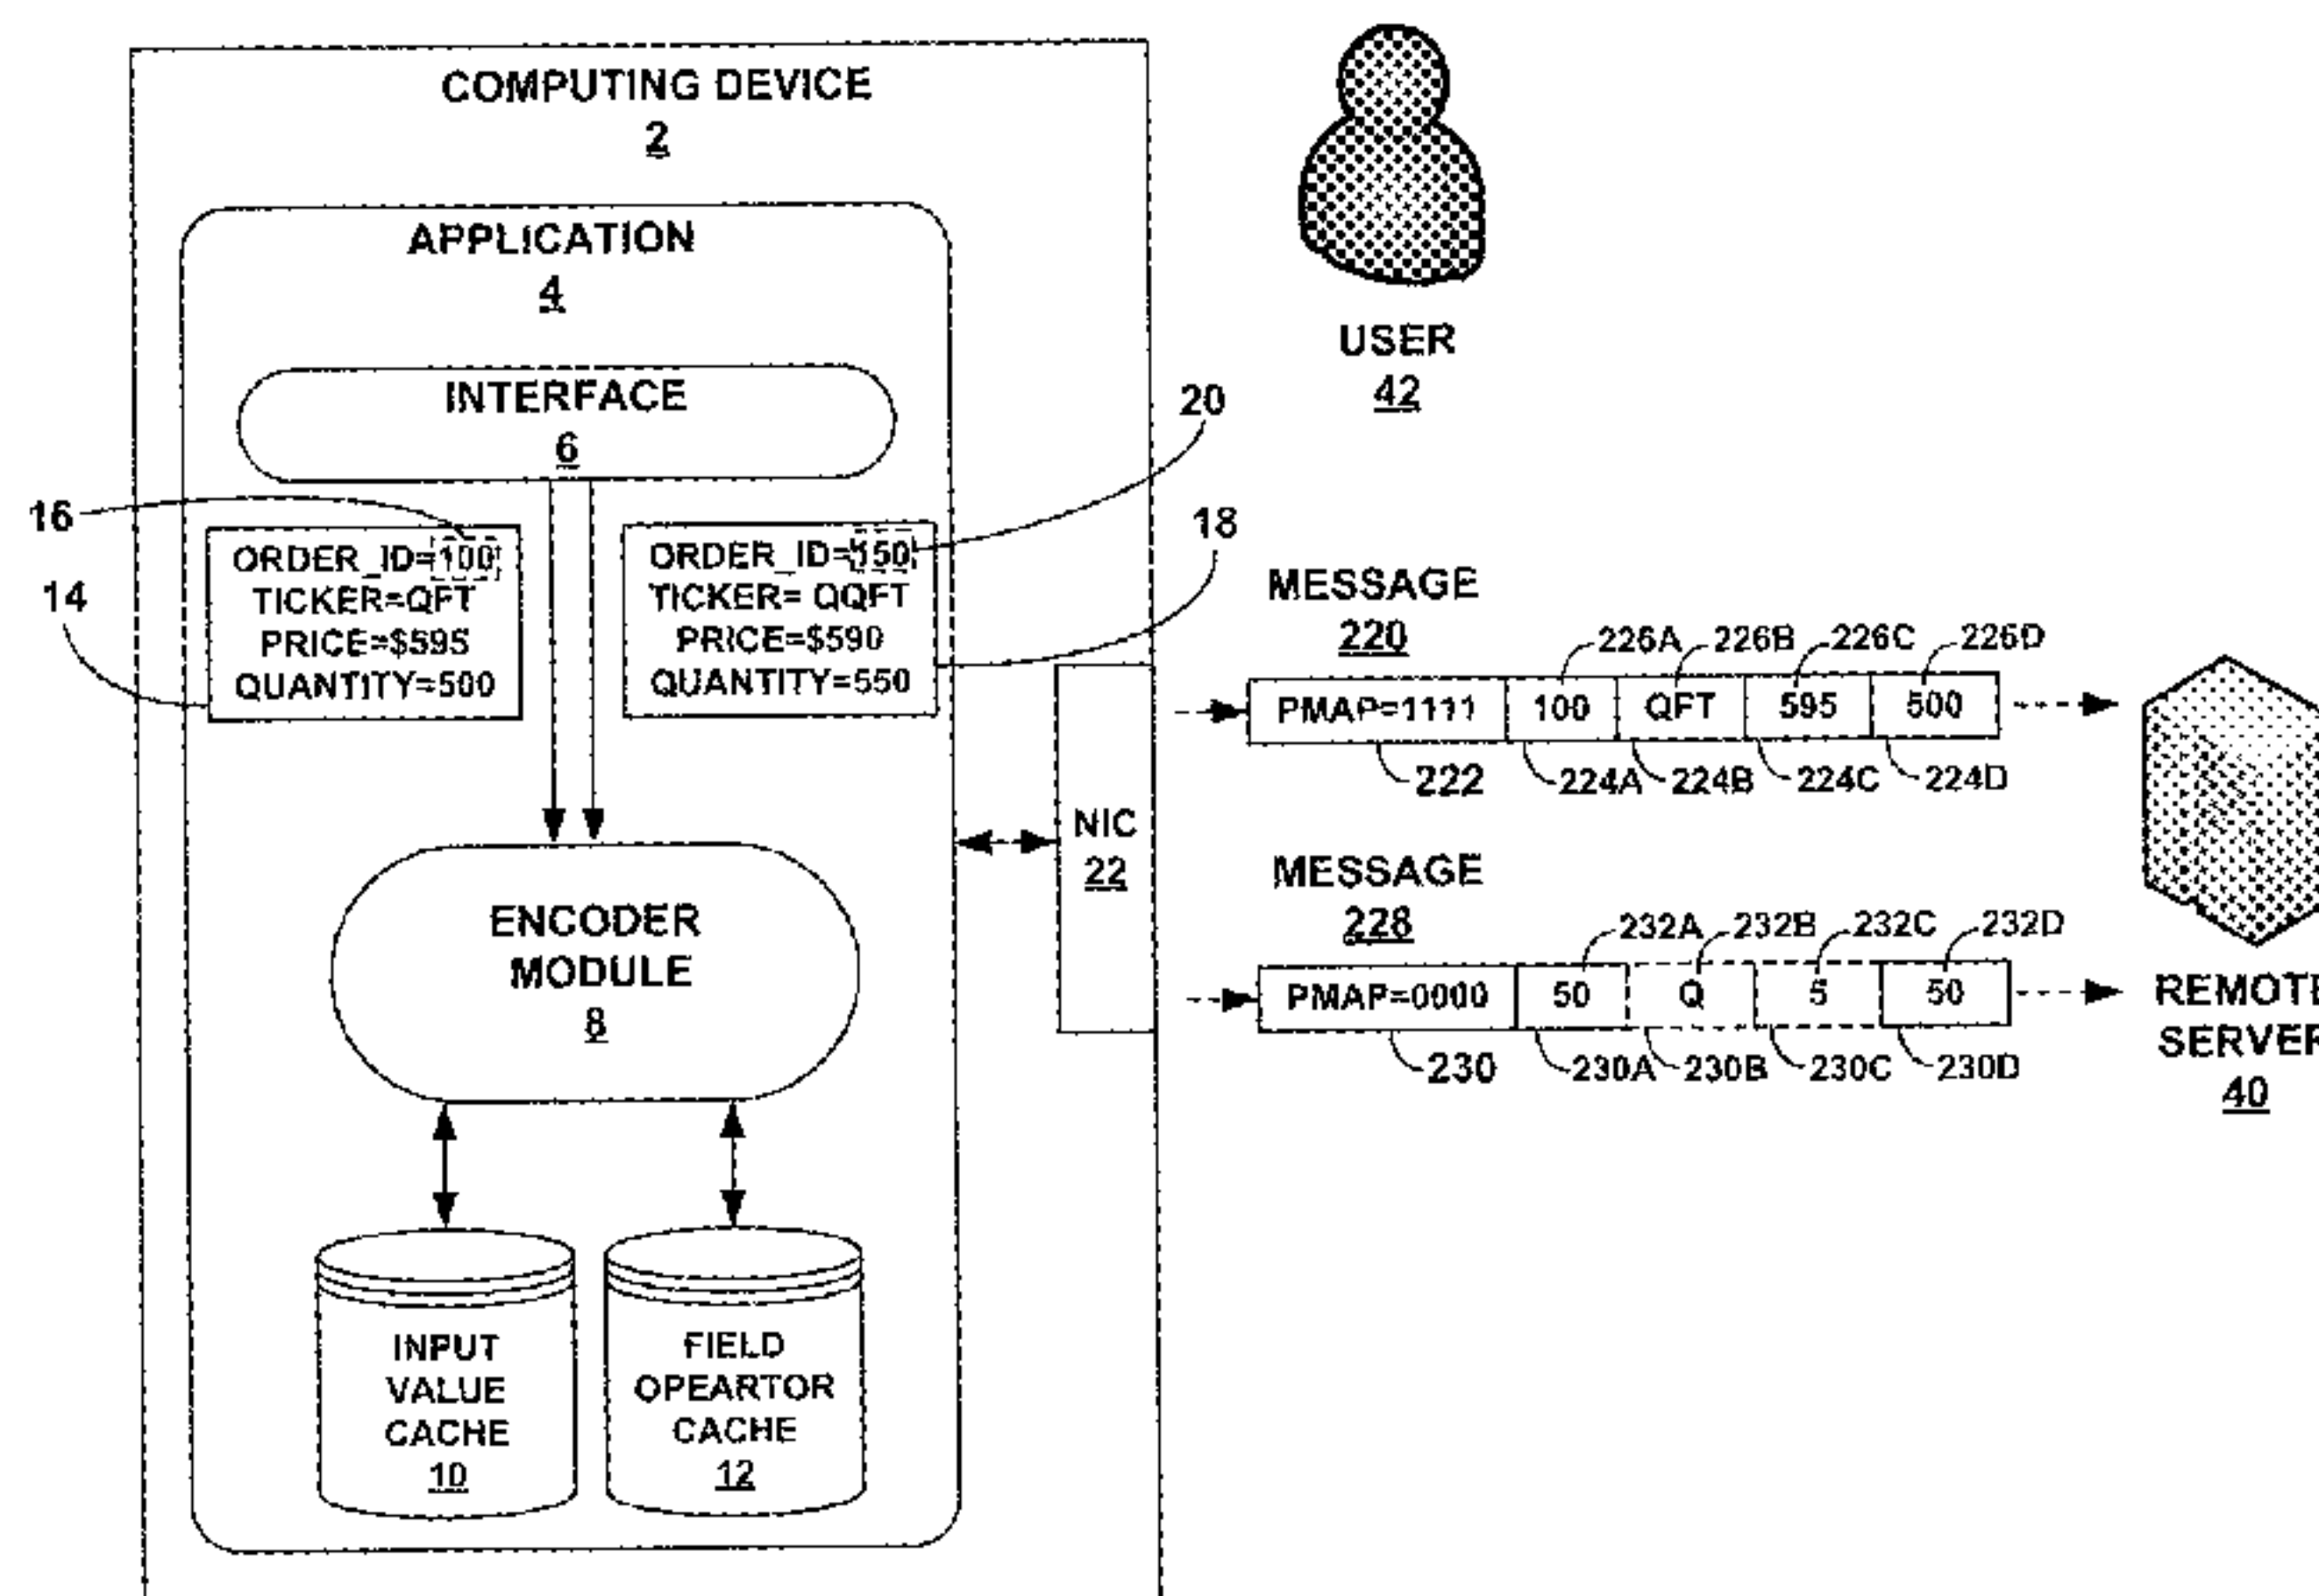 COMPUTING DEVICE
2
APPLICATION
4
INTERFACE
6
16
14
ORDER_ID=100
TICKER=QFT
PRICE=$595
QUANTITY=500
ORDER_ID=150
TICKER= QQFT
PRICE=$590
QUANTITY=550
20
18
ENCODER
MODULE
8
INPUT
VALUE
CACHE
10
FIELD
OPEARTOR
CACHE
12
NIC
22
USER
42
MESSAGE
220
226A 226B 226C 226D
PMAP=1111 100 QFT 595 500
222 224A 224B 224C 224D
MESSAGE
228
232A 232B 232C 232D
PMAP=0000 50 Q 5 50
230 230A 230B 230C 230D
REMOTE
SERVER
40